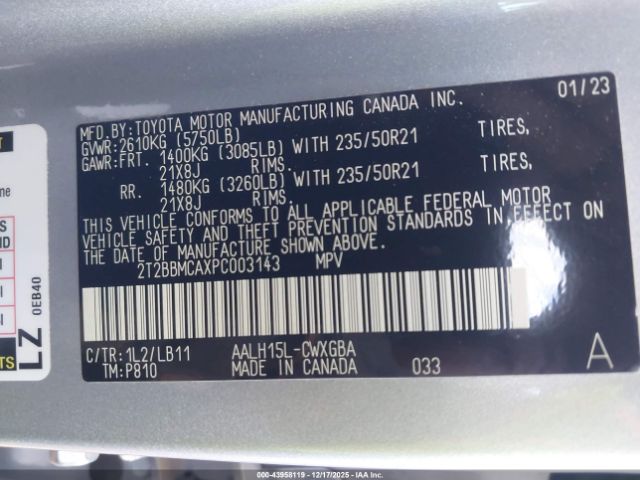 01/23
MFD. BY: TOYOTA MOTOR MANUFACTURING CANADA INC.
GVWR: 2610KG (5750LB)
GAWR: FRT. 1400KG (3085LB) WITH 235/50R21 TIRES,
21X8J RIMS.
RR. 1480KG (3260LB) WITH 235/50R21 TIRES,
21X8J RIMS.
THIS VEHICLE CONFORMS TO ALL APPLICABLE FEDERAL MOTOR
VEHICLE SAFETY AND THEFT PREVENTION STANDARDS IN EFFECT ON
THE DATE OF MANUFACTURE SHOWN ABOVE.
2T2BBMCAXPC003143 MPV
C/TR: 1L2/LB11 AALH15L-CWXGBA
TM: P810 MADE IN CANADA 033 A
LZ 0EB40
000-43958119 - 12/17/2025 - IAA Inc.